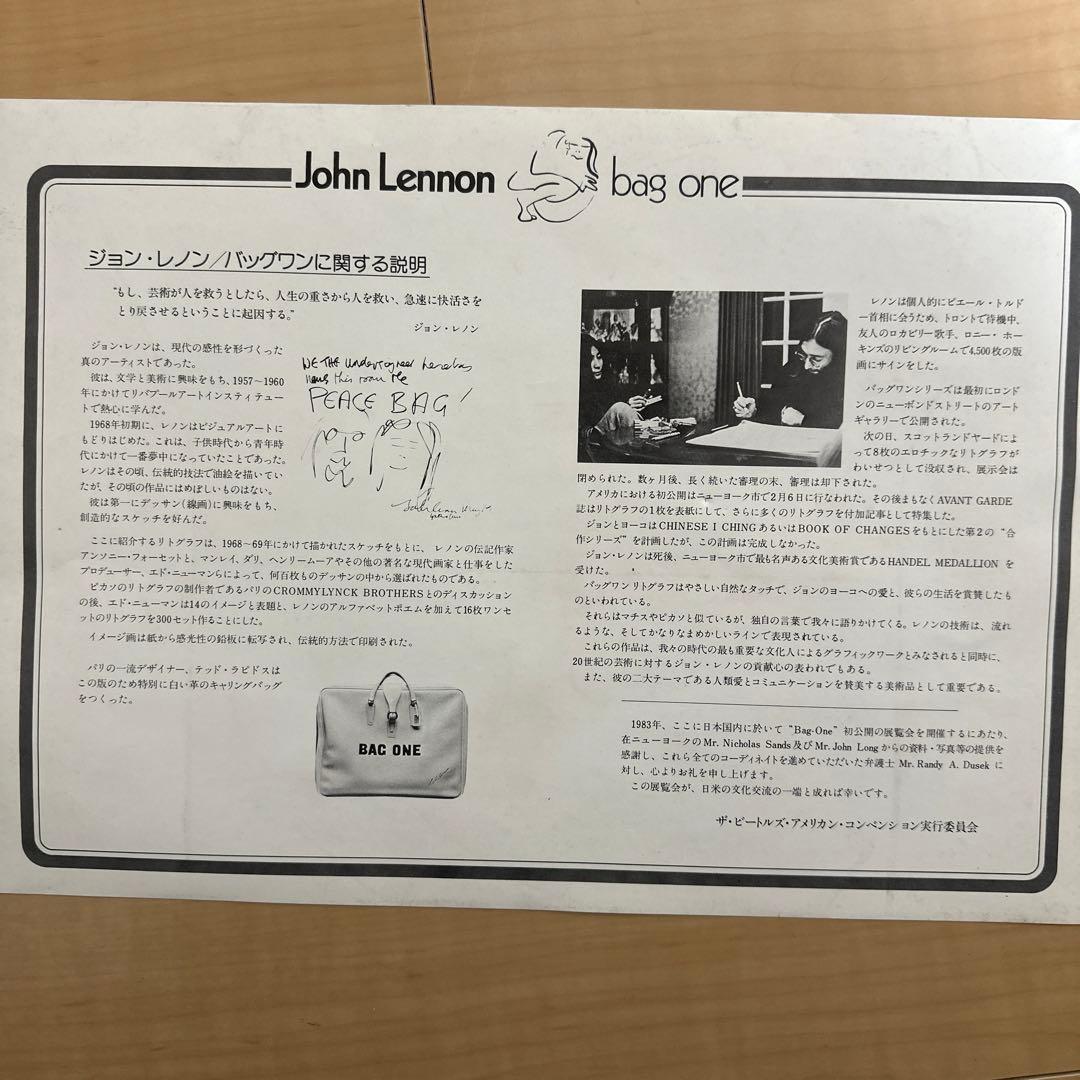 John Lennon bag one
ジョン・レノン/バッグワンに関する説明
"もし、芸術が人を救うとしたら、人生の重さから人を救い、急速に快活さを
とり戻させるということに起因する。"
ジョン・レノン
ジョン・レノンは、現代の感性を形づくった
真のアーティストであった。
彼は、文学と美術に興味をもち、1957〜1960
年にかけてリバプールアートインスティテュー
トで熱心に学んだ。
1968年初期に、レノンはビジュアルアートに
もどりはじめた。これは、子供時代から青年時
代にかけて一番夢中になっていたことであった。
レノンはその頃、伝統的技法で油絵を描いてい
たが、その頃の作品にはめぼしいものはない。
彼は第一にデッサン(線画)に興味をもち、
創造的なスケッチを好んだ。
WE THE
this
PEACE BAG!
ここに紹介するリトグラフは、1968〜69年にかけて描かれたスケッチをもとに、レノンの伝記作家
アンソニー・フォーセットと、マンレイ、ダリ、ヘンリームーアやその他の著名な現代画家と仕事をした
プロデューサー、エド・ニューマンらによって、何百枚ものデッサンの中から選ばれたものである。
ピカソのリトグラフの制作者であるパリのCROMMYLYNCK BROTHERSとのディスカッション
の後、エド・ニューマンは14のイメージと表題と、レノンのアルファベットポエムを加えて16枚ワンセ
ットのリトグラフを300セット作ることにした。
イメージ画は紙から感光性の鉛板に転写され、伝統的方法で印刷された。
パリの一流デザイナー、テッド・ラピドスは
この版のため特別に白い革のキャリングバッグ
をつくった。
BAG ONE
レノンは個人的にピエール・トルド
ー首相に会うため、トロントで待機中、
友人のロカビリー歌手、ロニー・ホー
キンズのリビングルームで4,500枚の版
画にサインをした。
バッグワンシリーズは最初にロンド
ンのニューボンドストリートのアート
ギャラリーで公開された。
次の日、スコットランドヤードによ
って8枚のエロチックなリトグラフが
わいせつとして没収され、展示会は
閉められた。数ヶ月後、長く続いた審理の末、審理は却下された。
アメリカにおける初公開はニューヨーク市で2月6日に行なわれた。その後まもなくAVANT GARDE
誌はリトグラフの1枚を表紙にして、さらに多くのリトグラフを付加記事として特集した。
ジョンとヨーコはCHINESE I CHINGあるいはBOOK OF CHANGESをもとにした第2の"合
作シリーズ"を計画したが、この計画は完成しなかった。
ジョン・レノンは死後、ニューヨーク市で最も名声ある文化美術賞であるHANDEL MEDALLIONを
受けた。
バッグワンリトグラフはやさしい自然なタッチで、ジョンのヨーコへの愛と、彼らの生活を賞賛したも
のといわれている。
それらはマチスやピカソと似ているが、独自の言葉で我々に語りかけてくる。レノンの技術は、流れ
るような、そしてかなりなまめかしいラインで表現されている。
これらの作品は、我々の時代の最も重要な文化人によるグラフィックワークとみなされると同時に、
20世紀の芸術に対するジョン・レノンの貢献心の表われでもある。
また、彼の二大テーマである人類愛とコミュニケーションを賛美する美術品として重要である。
1983年、ここに日本国内に於いて"Bag-One"初公開の展覧会を開催するにあたり、
在ニューヨークのMr. Nicholas Sands及びMr. John Longからの資料・写真等の提供を
感謝し、これら全てのコーディネイトを進めていただいた弁護士Mr. Randy A. Dusekに
対し、心よりお礼を申し上げます。
この展覧会が、日米の文化交流の一端と成れば幸いです。
ザ・ビートルズ・アメリカン・コンベンション実行委員会